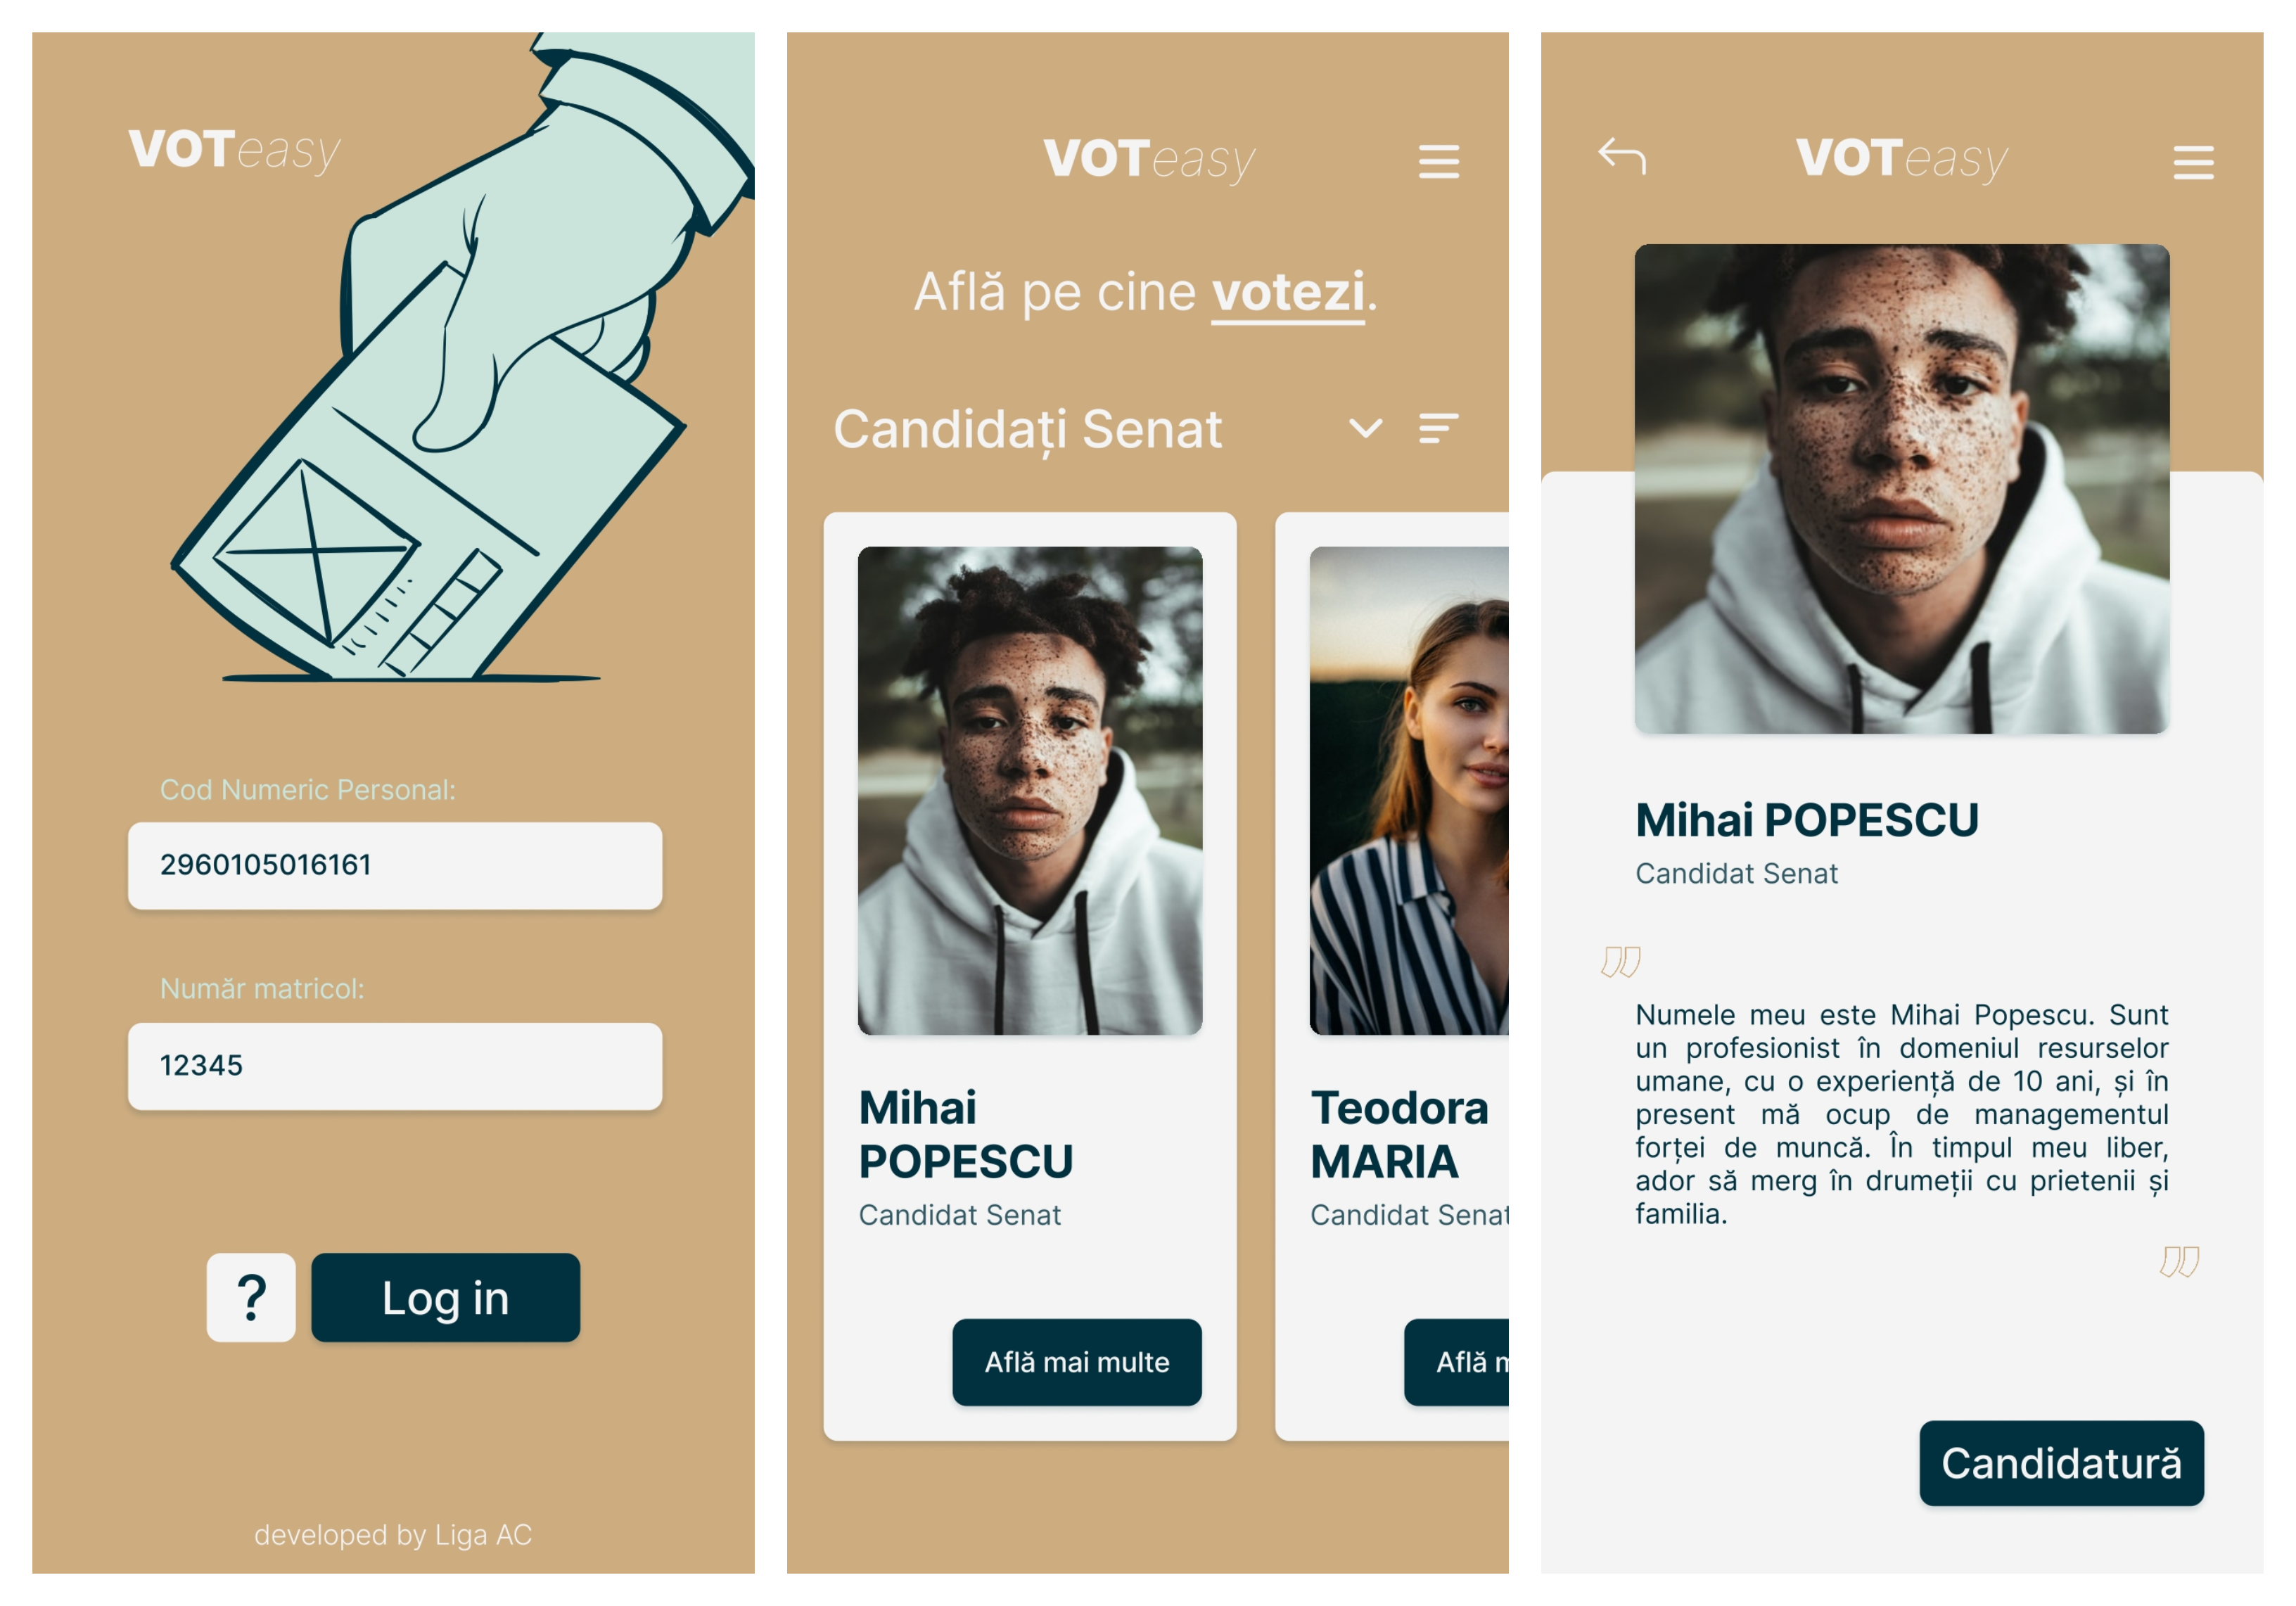 VOTeasy
Cod Numeric Personal:
2960105016161
Număr matricol:
12345
?
Log in
developed by Liga AC
VOTeasy
Află pe cine votezi.
Candidați Senat
Mihai
POPESCU
Candidat Senat
Află mai multe
Teodora
MARIA
Candidat Senat
Află m
VOTeasy
Mihai POPESCU
Candidat Senat
”
Numele meu este Mihai Popescu. Sunt
un profesionist în domeniul resurselor
umane, cu o experiență de 10 ani, și în
present mă ocup de managementul
forței de muncă. În timpul meu liber,
ador să merg în drumeții cu prietenii și
familia.
”
Candidatură